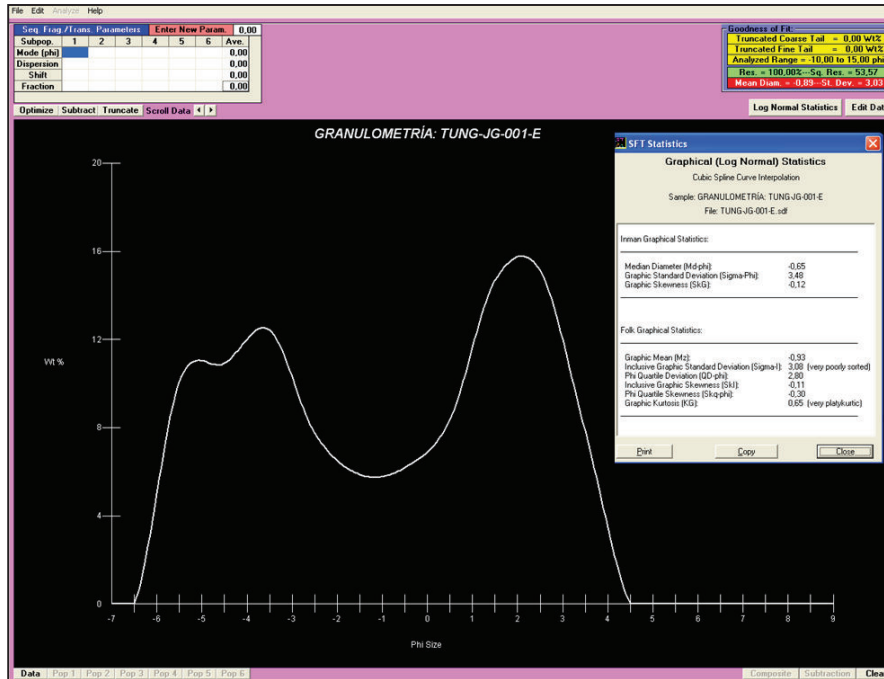 File Edit Analyze Help
Seq. Frag./Trans. Parameters Enter New Param. 0,00
Subpop. 1 2 3 4 5 6 Ave.
Mode (phi) 0,00
Dispersion 0,00
Shift 0,00
Fraction 0,00
Optimize Subtract Truncate Scroll Data
Goodness of Fit:
Truncated Coarse Tail = 0,00 Wt%
Truncated Fine Tail = 0,00 Wt%
Analyzed Range = -10,00 to 15,00 phi
Res. = 100,00%---Sq. Res. = 53,57
Mean Diam. = -0,89---St. Dev. = 3,03
Log Normal Statistics Edit Dat
GRANULOMETRÍA: TUNG-JG-001-E
20
16
12
Wt %
8
4
0
-7 -6 -5 -4 -3 -2 -1 0 1 2 3 4 5 6 7 8 9
Phi Size
SFT Statistics
Graphical (Log Normal) Statistics
Cubic Spline Curve Interpolation
Sample: GRANULOMETRÍA: TUNG-JG-001-E
File: TUNG-JG-001-E.sdf
Inman Graphical Statistics:
Median Diameter (Md-phi): -0,65
Graphic Standard Deviation (Sigma-Phi): 3,48
Graphic Skewness (SkG): -0,12
Folk Graphical Statistics:
Graphic Mean (Mz): -0,93
Inclusive Graphic Standard Deviation (Sigma-I): 3,08 (very poorly sorted)
Phi Quartile Deviation (QD-phi): 2,80
Inclusive Graphic Skewness (SkI): -0,11
Phi Quartile Skewness (Skq-phi): -0,30
Graphic Kurtosis (KG): 0,65 (very platykurtic)
Print Copy Close
Data Pop 1 Pop 2 Pop 3 Pop 4 Pop 5 Pop 6 Composite Subtraction Clea